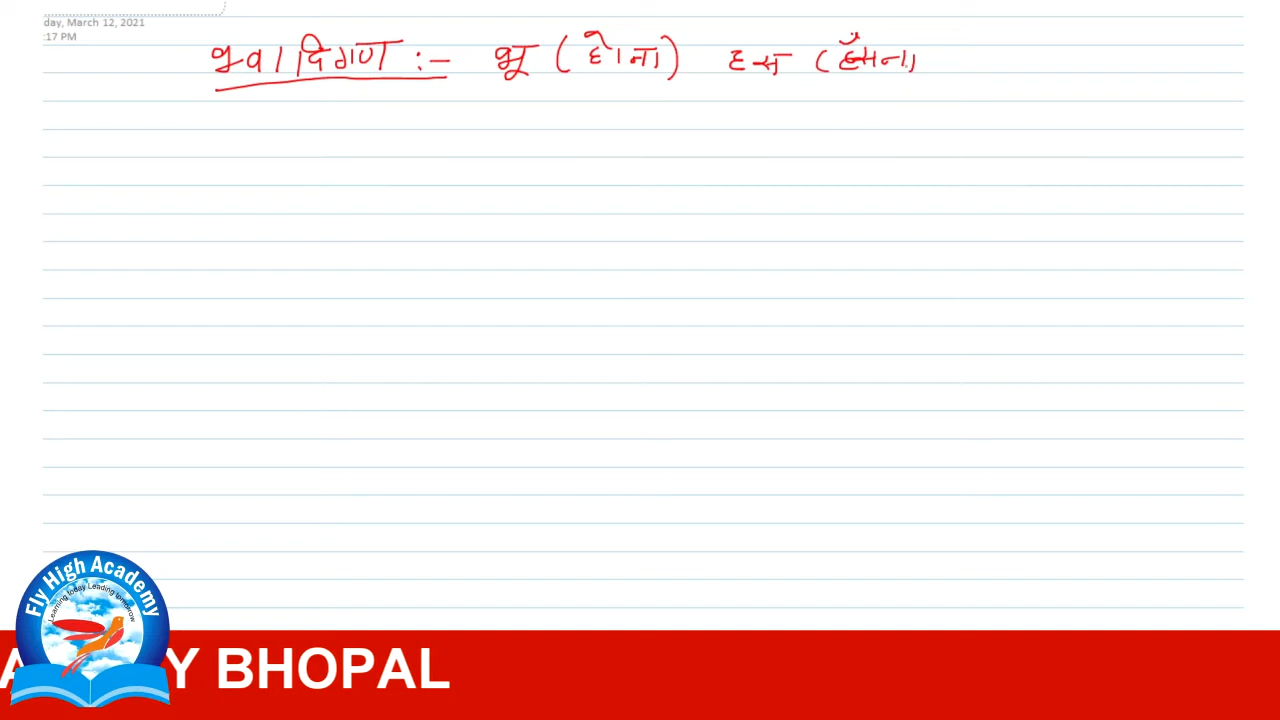 day, March 12, 2021
:17 PM
भुवादिगण :- भू (होना) हस (हँसना)
Fly High Academy
Learning today Leading tomorrow
A Y BHOPAL